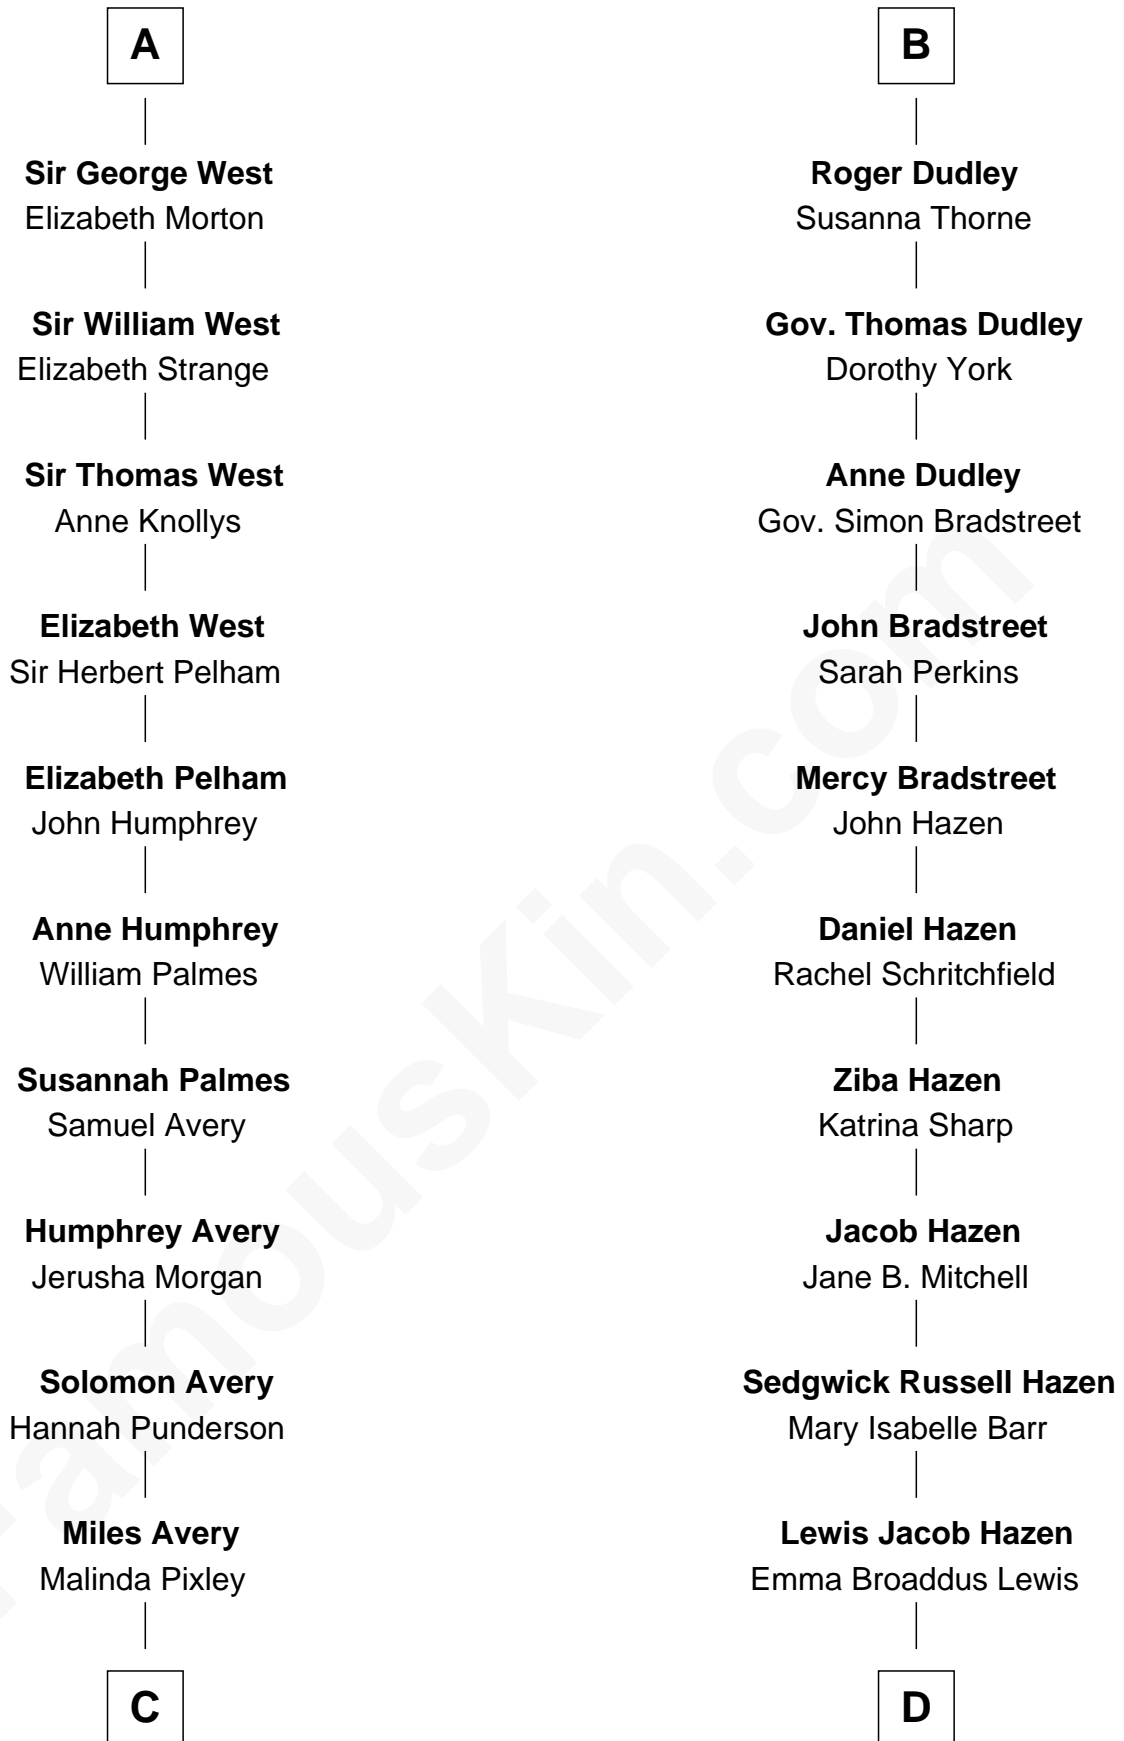 A
Sir George West
Elizabeth Morton
Sir William West
Elizabeth Strange
Sir Thomas West
Anne Knollys
Elizabeth West
Sir Herbert Pelham
Elizabeth Pelham
John Humphrey
Anne Humphrey
William Palmes
Susannah Palmes
Samuel Avery
Humphrey Avery
Jerusha Morgan
Solomon Avery
Hannah Punderson
Miles Avery
Malinda Pixley
C
B
Roger Dudley
Susanna Thorne
Gov. Thomas Dudley
Dorothy York
Anne Dudley
Gov. Simon Bradstreet
John Bradstreet
Sarah Perkins
Mercy Bradstreet
John Hazen
Daniel Hazen
Rachel Schritchfield
Ziba Hazen
Katrina Sharp
Jacob Hazen
Jane B. Mitchell
Sedgwick Russell Hazen
Mary Isabelle Barr
Lewis Jacob Hazen
Emma Broaddus Lewis
D
FamousKin.com